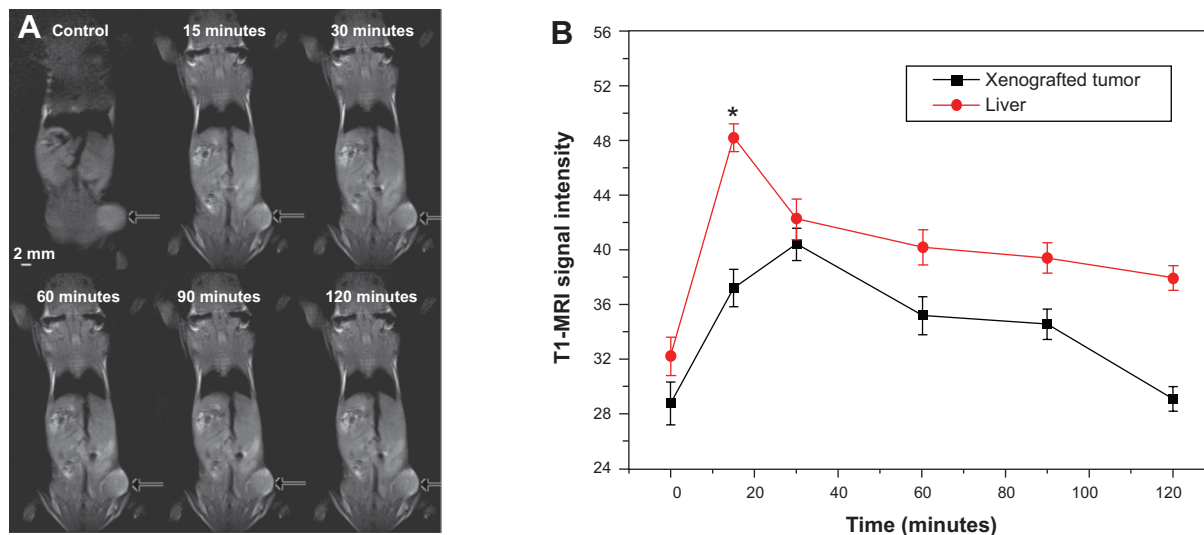 A
Control
15 minutes
30 minutes
2 mm
60 minutes
90 minutes
120 minutes
B
56
52
48
44
40
36
32
28
24
T1-MRI signal intensity
*
Xenografted tumor
Liver
0
20
40
60
80
100
120
Time (minutes)